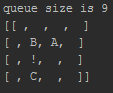 queue size is 9
[[ ,  ,  ,  ]
[ , B, A,  ]
[ , !,  ,  ]
[ , C,  ,  ]]